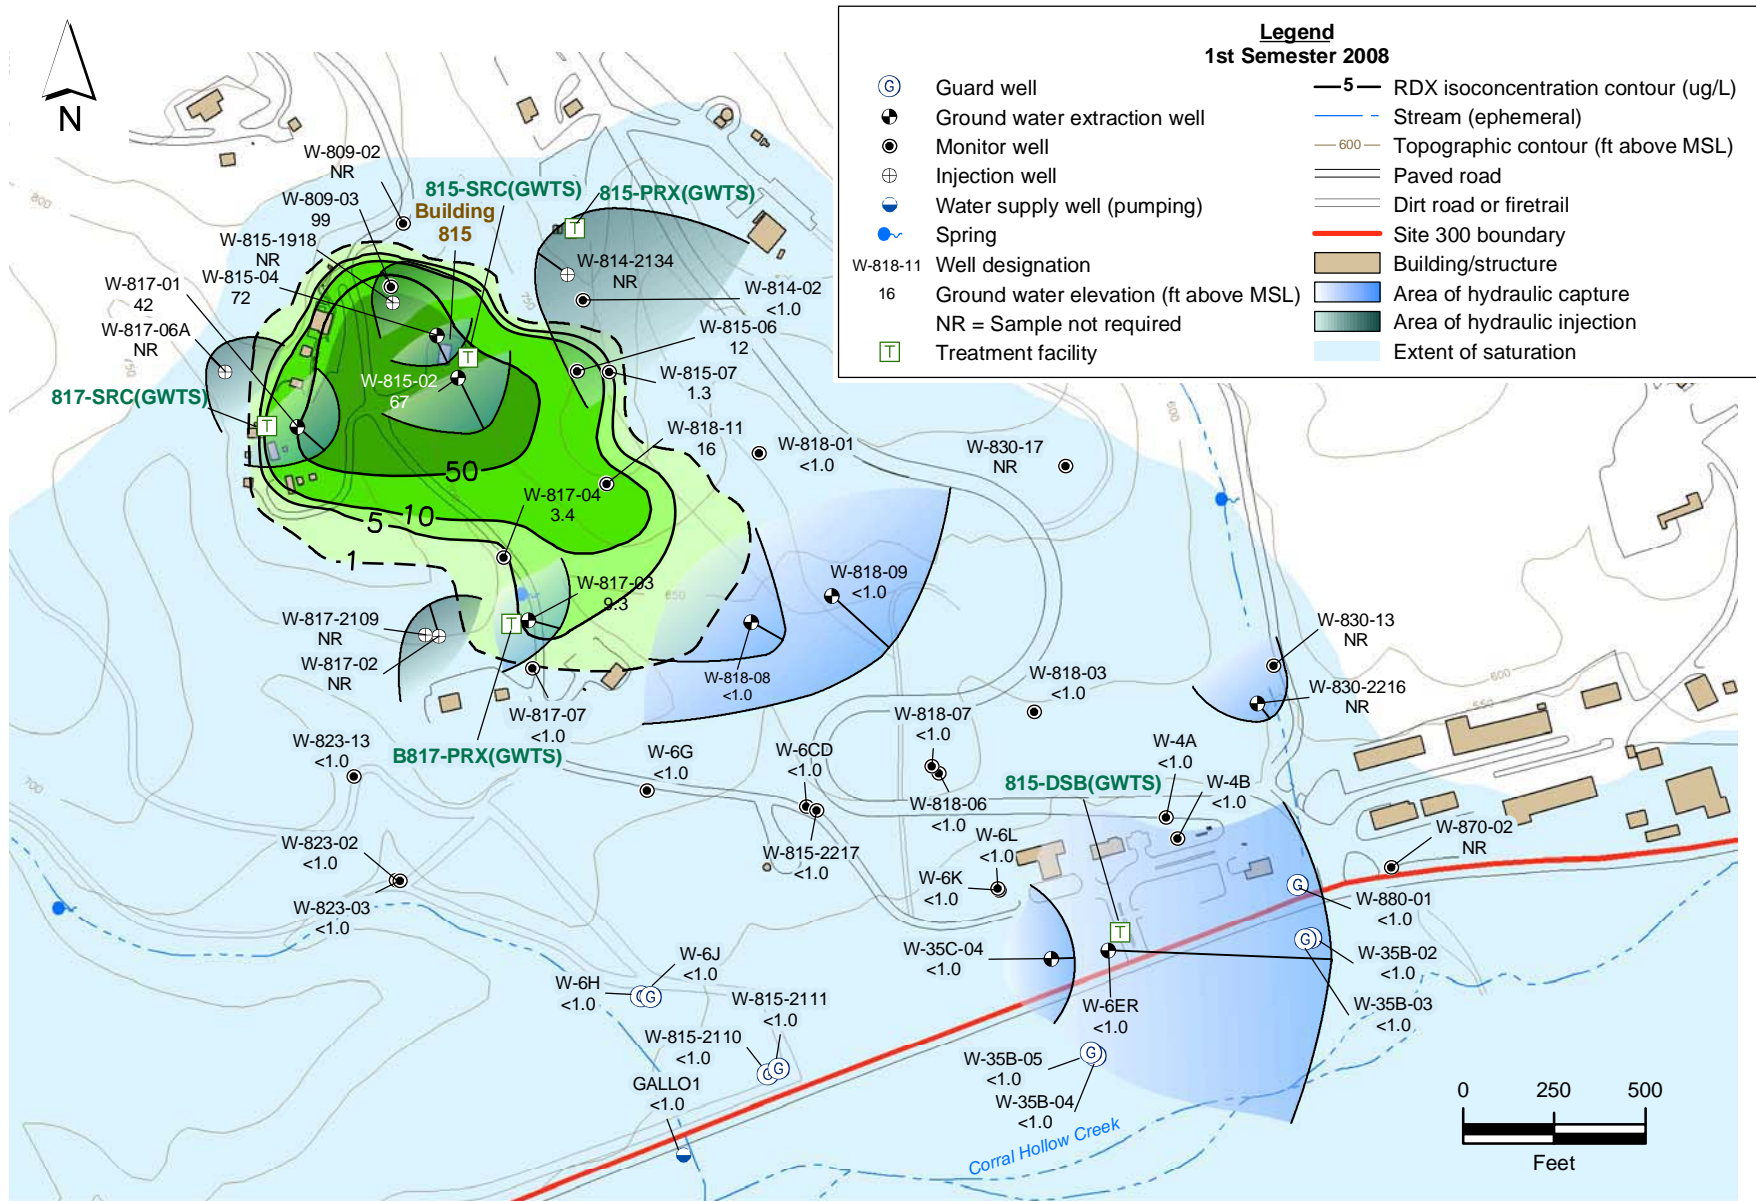 Legend
1st Semester 2008
Guard well
Ground water extraction well
Monitor well
Injection well
Water supply well (pumping)
Spring
W-818-11 Well designation
16 Ground water elevation (ft above MSL)
NR = Sample not required
T Treatment facility
5 RDX isoconcentration contour (ug/L)
Stream (ephemeral)
600 Topographic contour (ft above MSL)
Paved road
Dirt road or firetrail
Site 300 boundary
Building/structure
Area of hydraulic capture
Area of hydraulic injection
Extent of saturation
N
W-809-02
NR
W-809-03
99
W-815-1918
NR
W-815-04
72
W-817-01
42
W-817-06A
NR
817-SRC(GWTS)
815-SRC(GWTS)
Building
815
815-PRX(GWTS)
W-814-2134
NR
W-814-02
<1.0
W-815-06
12
W-815-07
1.3
W-815-02
67
W-818-11
16
W-818-01
<1.0
W-830-17
NR
W-817-04
3.4
50
10
5
1
W-817-03
9.3
W-818-09
<1.0
W-818-08
<1.0
W-817-2109
NR
W-817-02
NR
W-817-07
<1.0
B817-PRX(GWTS)
W-830-13
NR
W-830-2216
NR
W-818-03
<1.0
W-818-07
<1.0
W-818-06
<1.0
W-823-13
<1.0
W-6G
<1.0
W-6CD
<1.0
815-DSB(GWTS)
W-4A
<1.0
W-4B
<1.0
W-870-02
NR
W-823-02
<1.0
W-823-03
<1.0
W-815-2217
<1.0
W-6L
<1.0
W-6K
<1.0
W-880-01
<1.0
W-35B-02
<1.0
W-35B-03
<1.0
W-35C-04
<1.0
W-6ER
<1.0
W-6J
<1.0
W-6H
<1.0
W-815-2111
<1.0
W-815-2110
<1.0
GALLO1
<1.0
W-35B-05
<1.0
W-35B-04
<1.0
Corral Hollow Creek
0 250 500
Feet
800
750
650
700
600
600
550